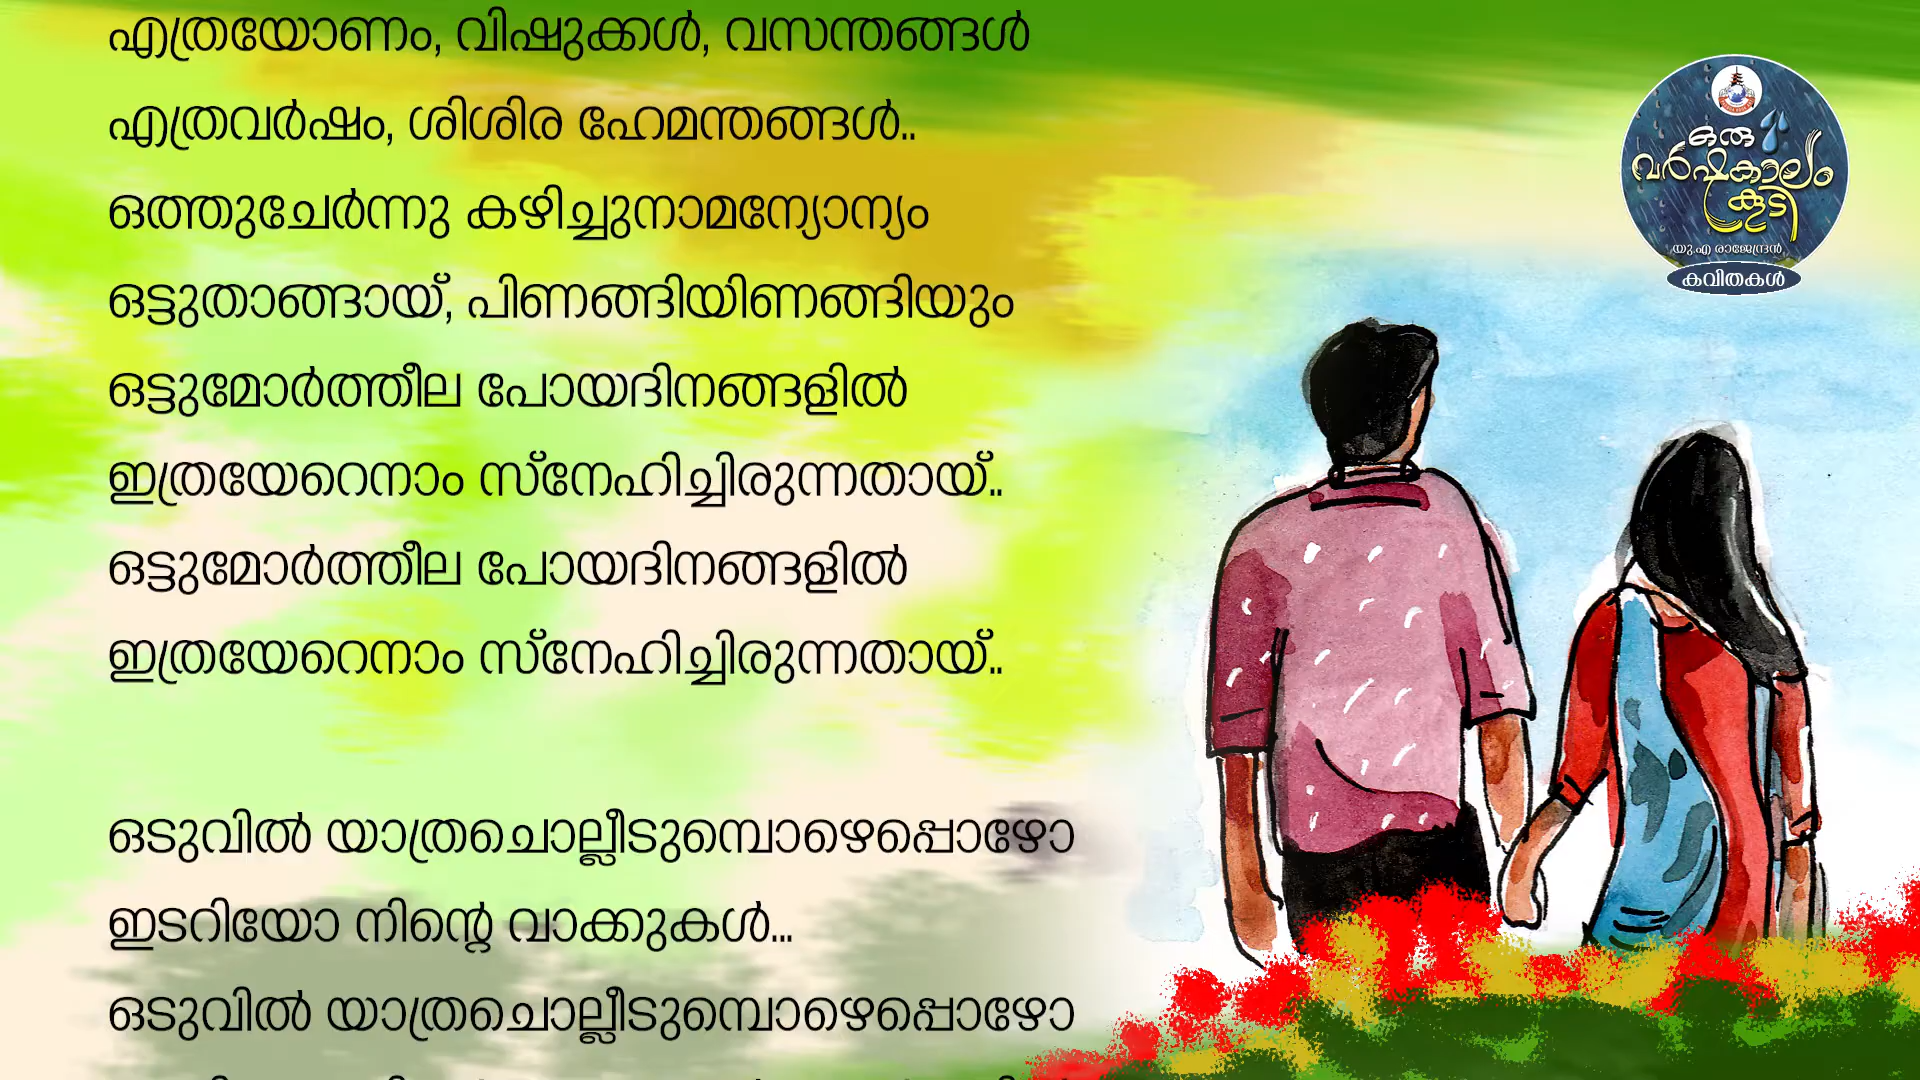 എത്രയോണം, വിഷുക്കൾ, വസന്തങ്ങൾ
എത്രവർഷം, ശിശിര ഹേമന്തങ്ങൾ..
ഒത്തുചേർന്നു കഴിച്ചുനാമന്യോന്യം
ഒട്ടുതാങ്ങായ്, പിണങ്ങിയിണങ്ങിയും
ഒട്ടുമോർത്തീല പോയദിനങ്ങളിൽ
ഇത്രയേറെനാം സ്നേഹിച്ചിരുന്നതായ്..
ഒട്ടുമോർത്തീല പോയദിനങ്ങളിൽ
ഇത്രയേറെനാം സ്നേഹിച്ചിരുന്നതായ്..
ഒടുവിൽ യാത്രചൊല്ലീടുമ്പൊഴെപ്പൊഴോ
ഇടറിയോ നിന്റെ വാക്കുകൾ...
ഒടുവിൽ യാത്രചൊല്ലീടുമ്പൊഴെപ്പൊഴോ
ഒരു
വർഷകാലം
കൂടി
യു.എ രാജേന്ദ്രൻ
കവിതകൾ